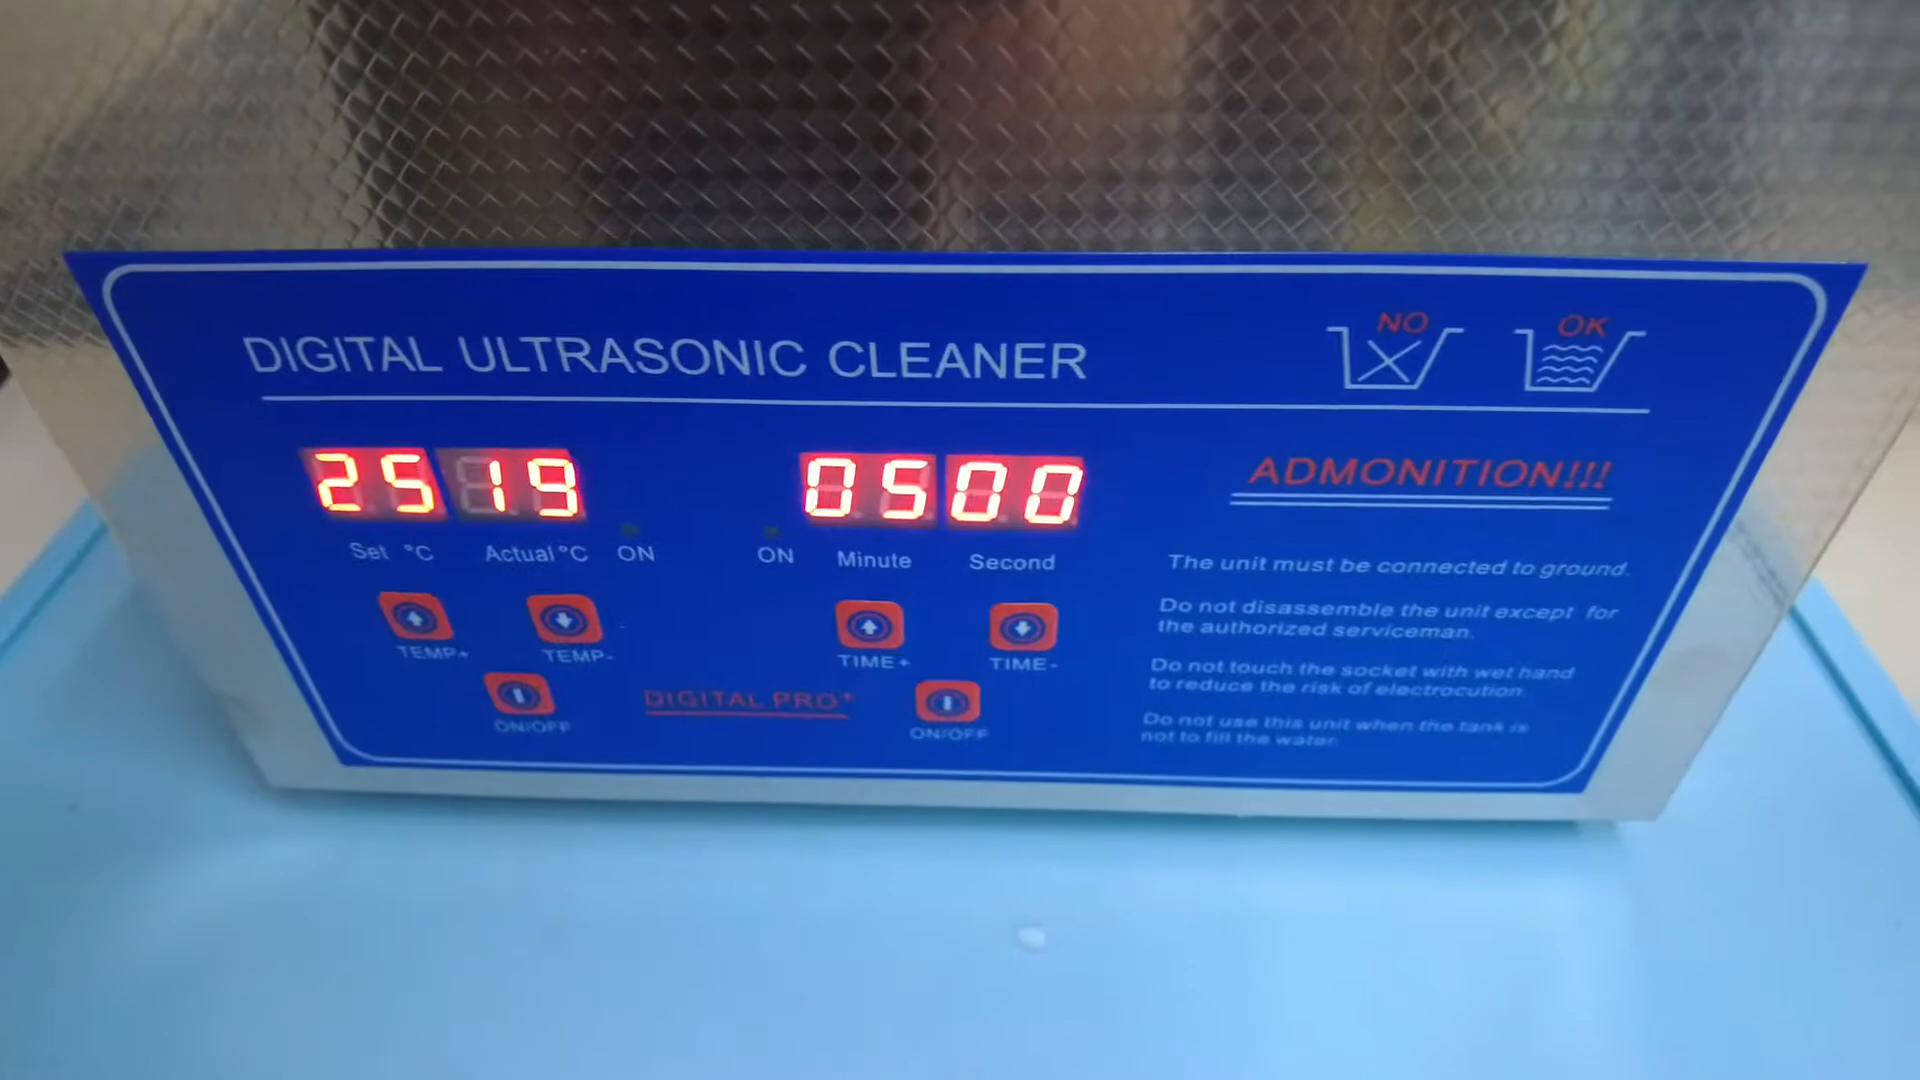 DIGITAL ULTRASONIC CLEANER
NO OK
25 19
Set °C Actual °C ON
TEMP+ TEMP-
ON/OFF
05 00
ON Minute Second
TIME+ TIME-
ON/OFF
DIGITAL PRO+
ADMONITION!!!
The unit must be connected to ground.
Do not disassemble the unit except for
the authorized serviceman.
Do not touch the socket with wet hand
to reduce the risk of electrocution.
Do not use this unit when the tank is
not to fill the water.